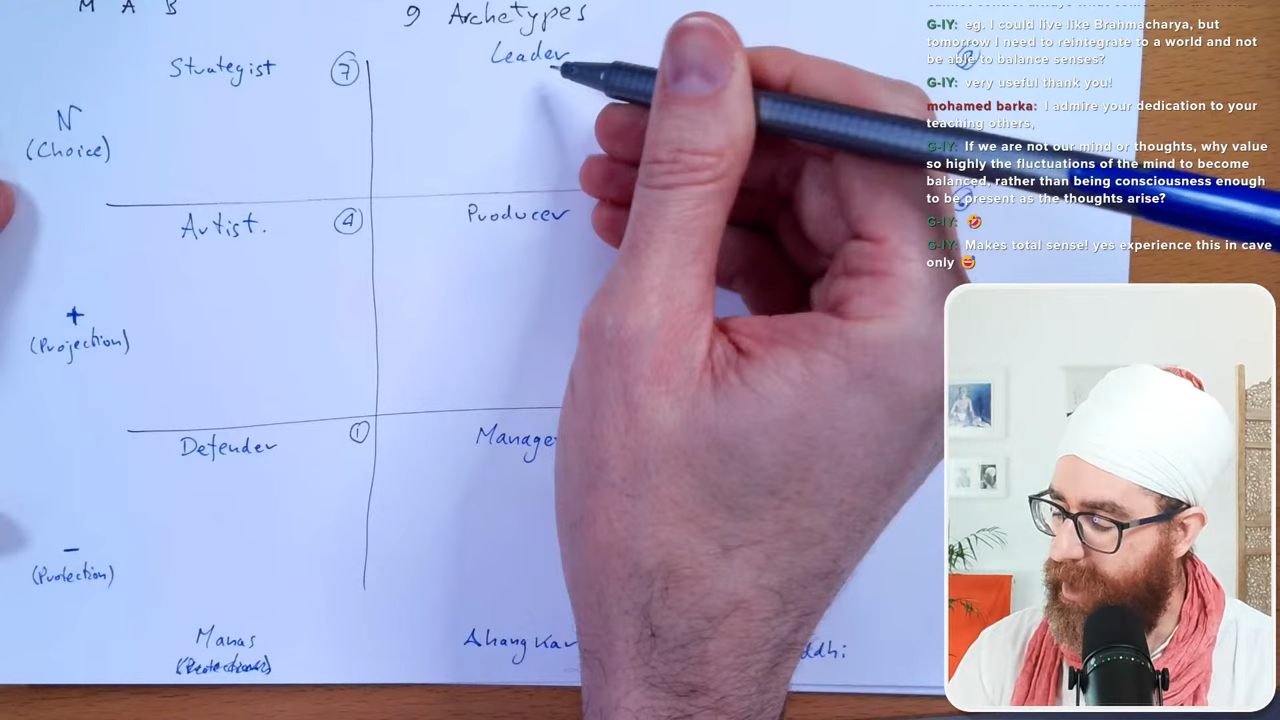 M A B
9 Archetypes
Strategist 7
Leader
N
(Choice)
Artist. 4
Producer
+
(Projection)
Defender 1
Manage
-
(Protection)
Manas
Ahangkar
ddhi
G-IY: eg. I could live like Brahmacharya, but
tomorrow I need to reintegrate to a world and not
be able to balance senses?
G-IY: very useful thank you!
mohamed barka: I admire your dedication to your
teaching others,
G-IY: If we are not our mind or thoughts, why value
so highly the fluctuations of the mind to become
balanced, rather than being consciousness enough
to be present as the thoughts arise?
G-IY: 🤣
G-IY: Makes total sense! yes experience this in cave
only 😅